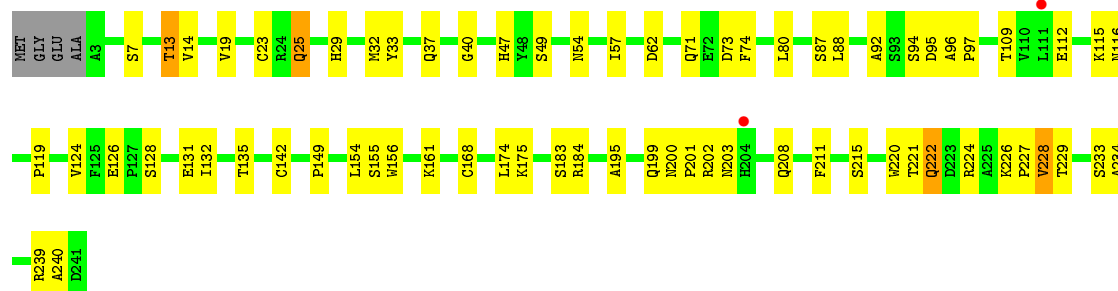 MET GLY GLU ALA A3 S7 T13 V14 V19 C23 R24 Q25 H29 M32 Y33 Q37 G40 H47 Y48 S49 N54 I57 D62 Q71 E72 D73 F74 L80 S87 L88 A92 S93 S94 D95 A96 P97 T109 V110 L111 E112 K115 N116
P119 V124 F125 E126 P127 S128 E131 I132 T135 C142 P149 L154 S155 W156 K161 C168 L174 K175 S183 R184 A195 Q199 N200 P201 R202 N203 H204 Q208 F211 S215 W220 T221 Q222 D223 R224 A225 K226 P227 V228 T229 S233 A234
R239 A240 D241